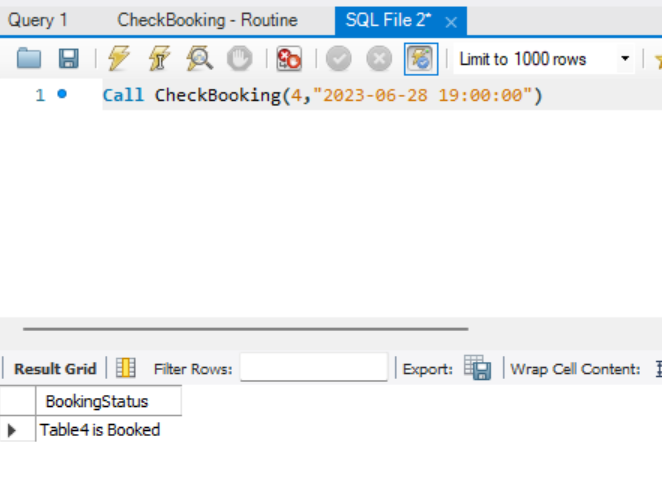 Query 1 CheckBooking - Routine SQL File 2*
Limit to 1000 rows
1 Call CheckBooking(4,"2023-06-28 19:00:00")
Result Grid Filter Rows: Export: Wrap Cell Content:
BookingStatus
Table4 is Booked